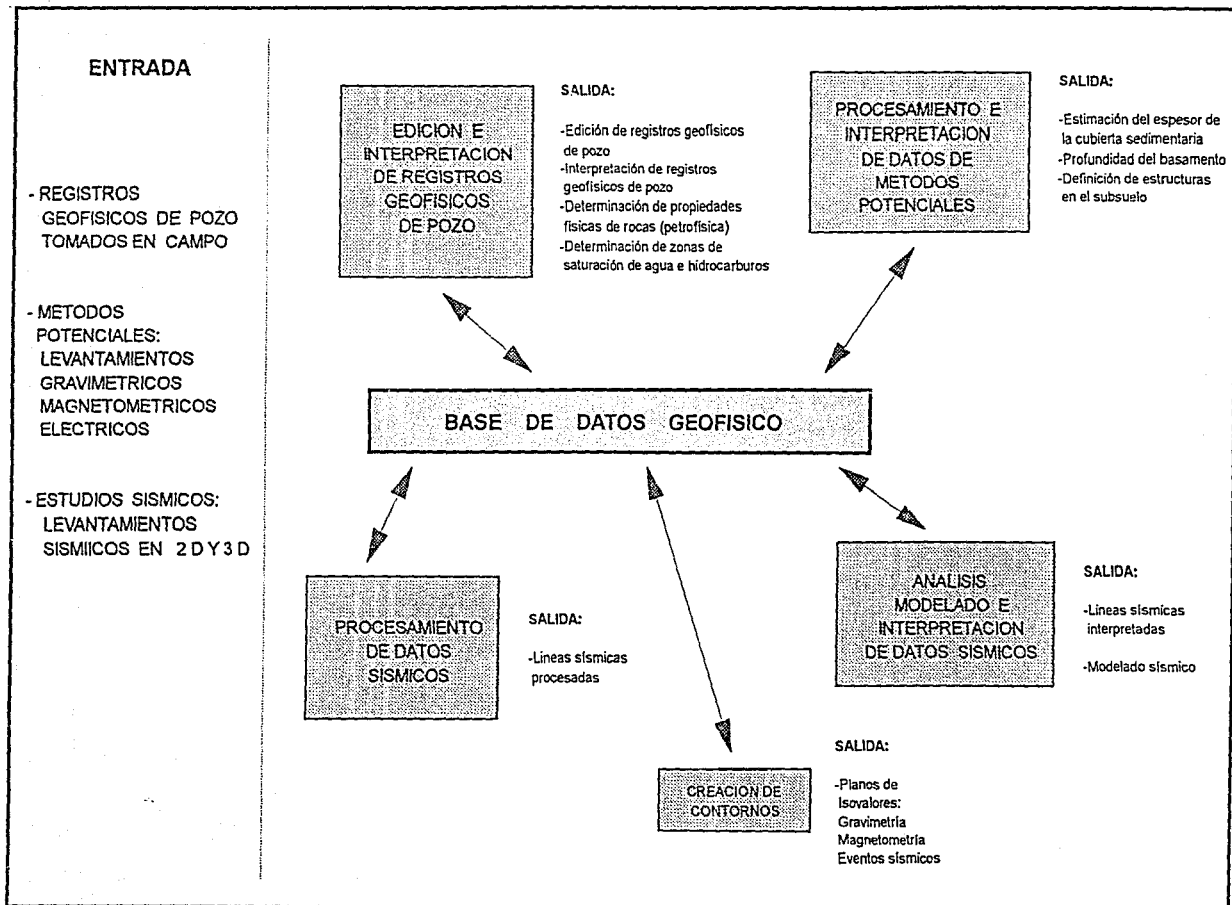 ENTRADA
- REGISTROS
GEOFISICOS DE POZO
TOMADOS EN CAMPO
- METODOS
POTENCIALES:
LEVANTAMIENTOS
GRAVIMETRICOS
MAGNETOMETRICOS
ELECTRICOS
- ESTUDIOS SISMICOS:
LEVANTAMIENTOS
SISMIICOS EN 2 D Y 3 D
EDICION E
INTERPRETACION
DE REGISTROS
GEOFISICOS
DE POZO
SALIDA:
-Edición de registros geofísicos
de pozo
-Interpretación de registros
geofísicos de pozo
-Determinación de propiedades
físicas de rocas (petrofísica)
-Determinación de zonas de
saturación de agua e hidrocarburos
PROCESAMIENTO E
INTERPRETACION
DE DATOS DE
METODOS
POTENCIALES
SALIDA:
-Estimación del espesor de
la cubierta sedimentaria
-Profundidad del basamento
-Definición de estructuras
en el subsuelo
BASE DE DATOS GEOFISICO
PROCESAMIENTO
DE DATOS
SISMICOS
SALIDA:
-Lineas sísmicas
procesadas
ANALISIS
MODELADO E
INTERPRETACION
DE DATOS SISMICOS
SALIDA:
-Lineas sísmicas
interpretadas
-Modelado sísmico
CREACION DE
CONTORNOS
SALIDA:
-Planos de
Isovalores:
Gravimetría
Magnetometría
Eventos sísmicos